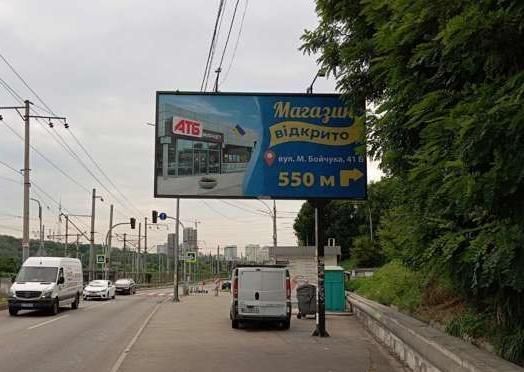 АТБ
Магазин
відкрито
вул. М. Бойчука, 41 Б
550 м